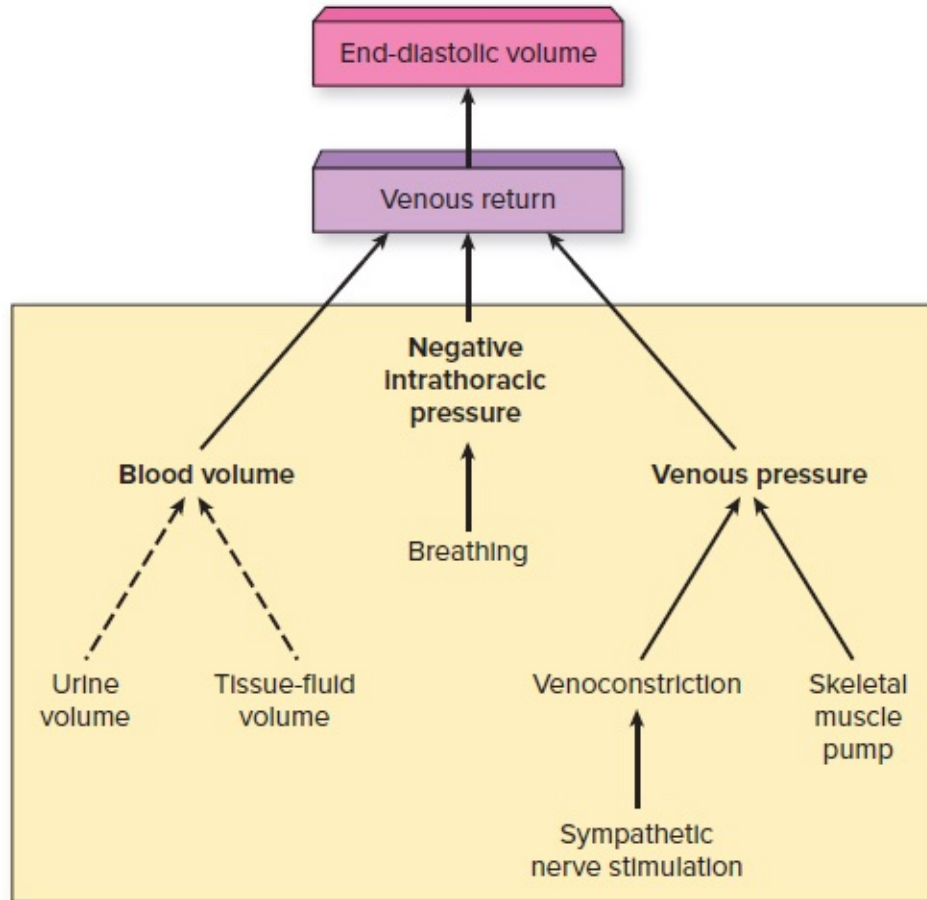 End-diastolic volume
Venous return
Negative
intrathoracic
pressure
Blood volume
Venous pressure
Breathing
Urine
volume
Tissue-fluid
volume
Venoconstriction
Skeletal
muscle
pump
Sympathetic
nerve stimulation